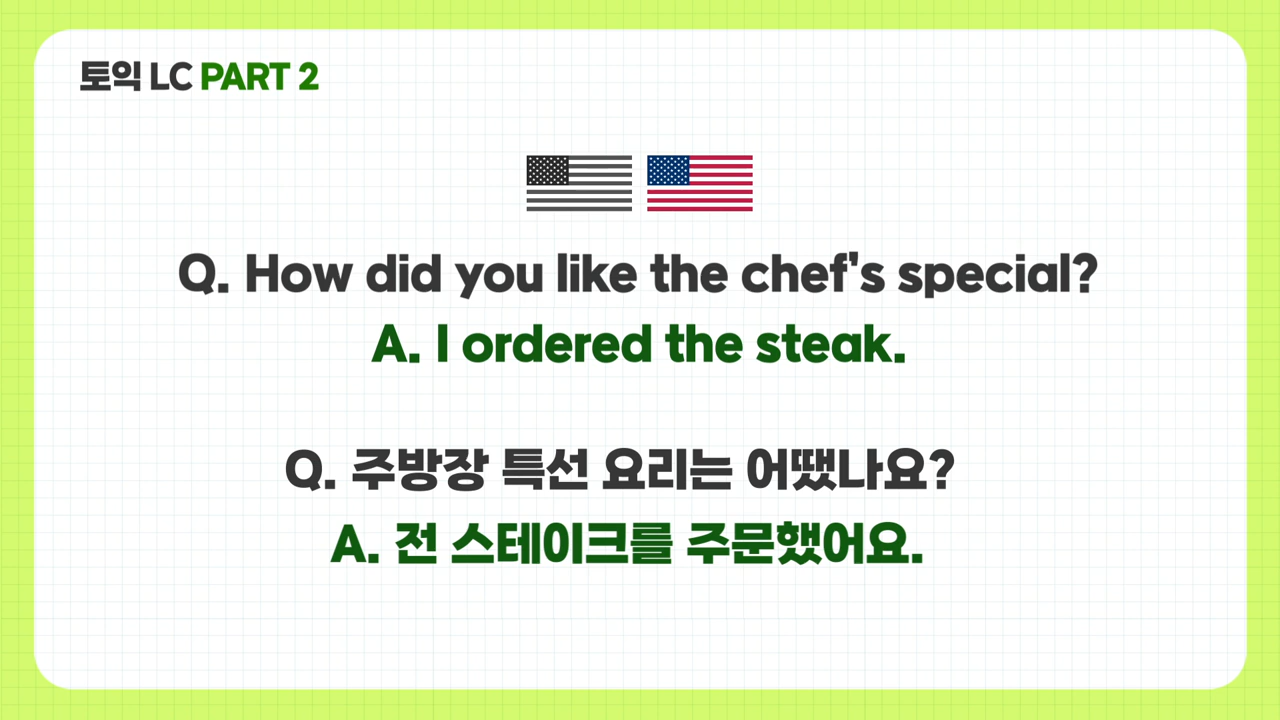 토익 LC PART 2
Q. How did you like the chef's special?
A. I ordered the steak.
Q. 주방장 특선 요리는 어땠나요?
A. 전 스테이크를 주문했어요.